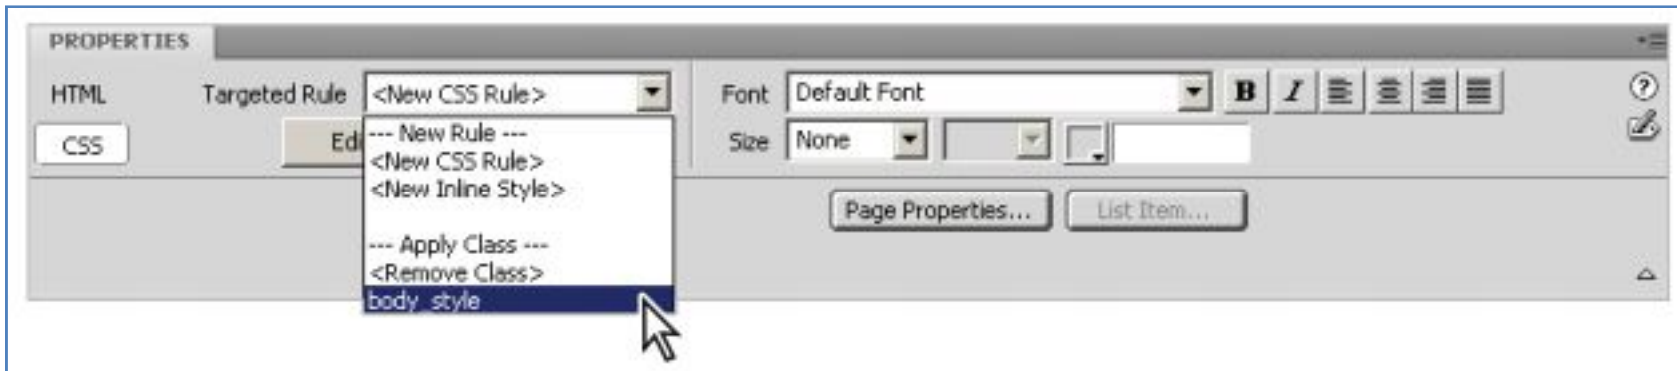 PROPERTIES
HTML Targeted Rule <New CSS Rule> Font Default Font B I
CSS Edi Size None
--- New Rule ---
<New CSS Rule>
<New Inline Style>
Page Properties... List Item...
--- Apply Class ---
<Remove Class>
body_style